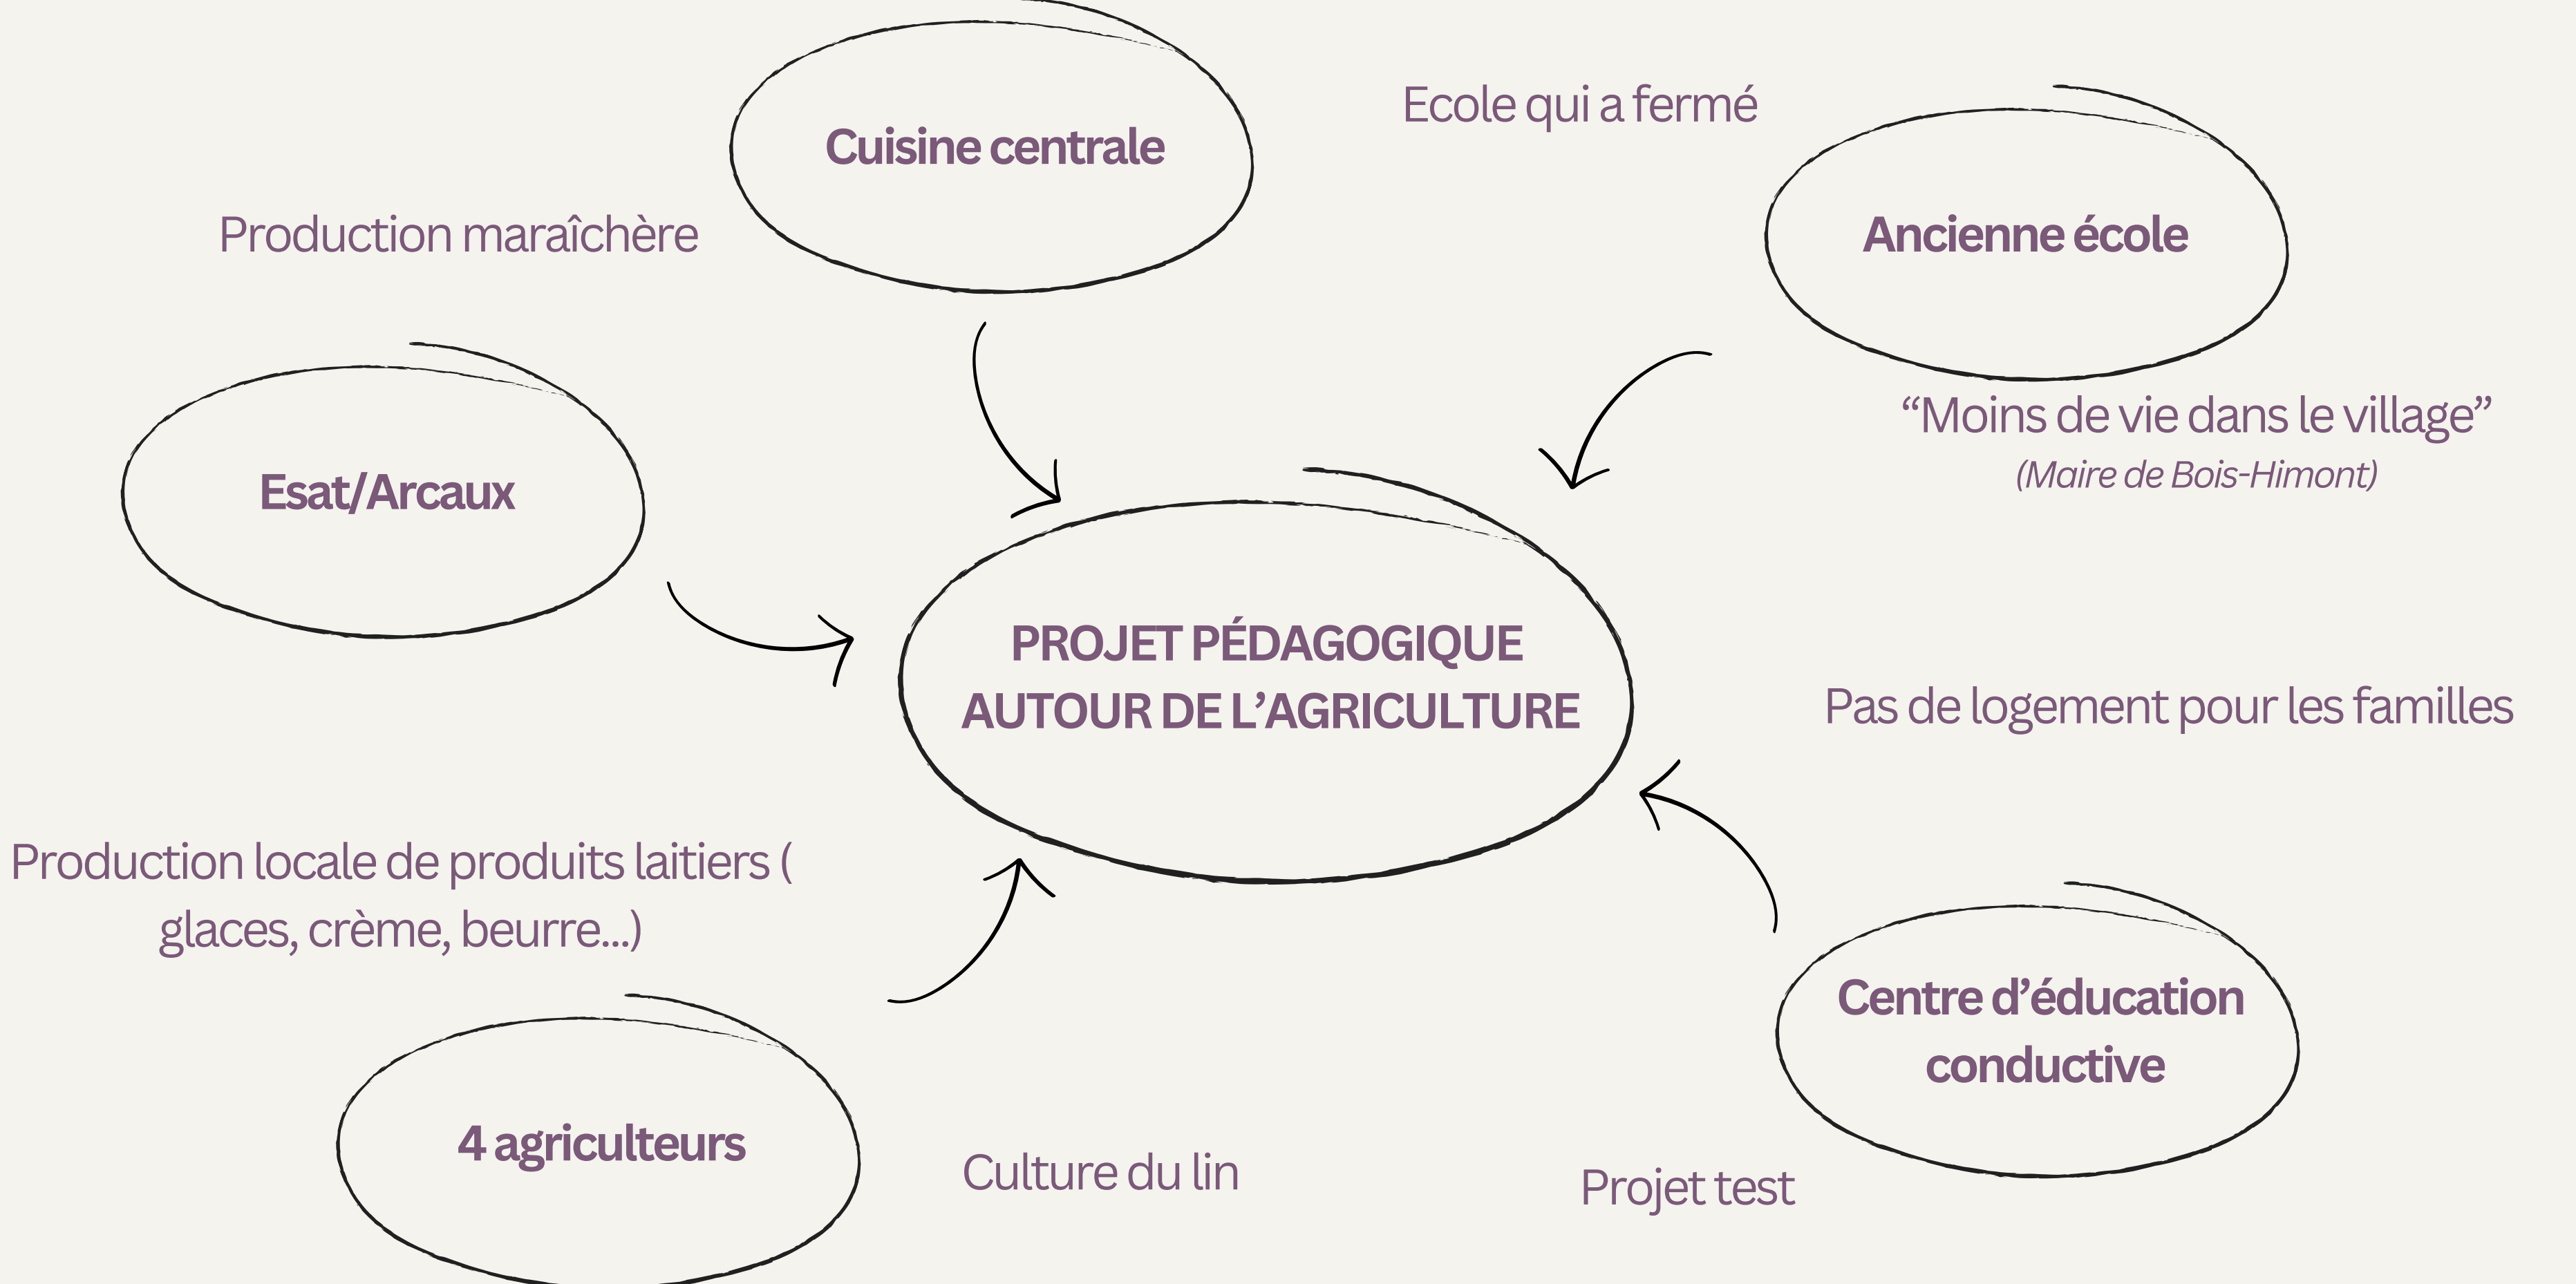 Cuisine centrale
Ecole qui a fermé
Ancienne école
Production maraîchère
“Moins de vie dans le village”
(Maire de Bois-Himont)
Esat/Arcaux
PROJET PÉDAGOGIQUE
AUTOUR DE L’AGRICULTURE
Pas de logement pour les familles
Production locale de produits laitiers (
glaces, crème, beurre...)
Centre d’éducation
conductive
4 agriculteurs
Culture du lin
Projet test